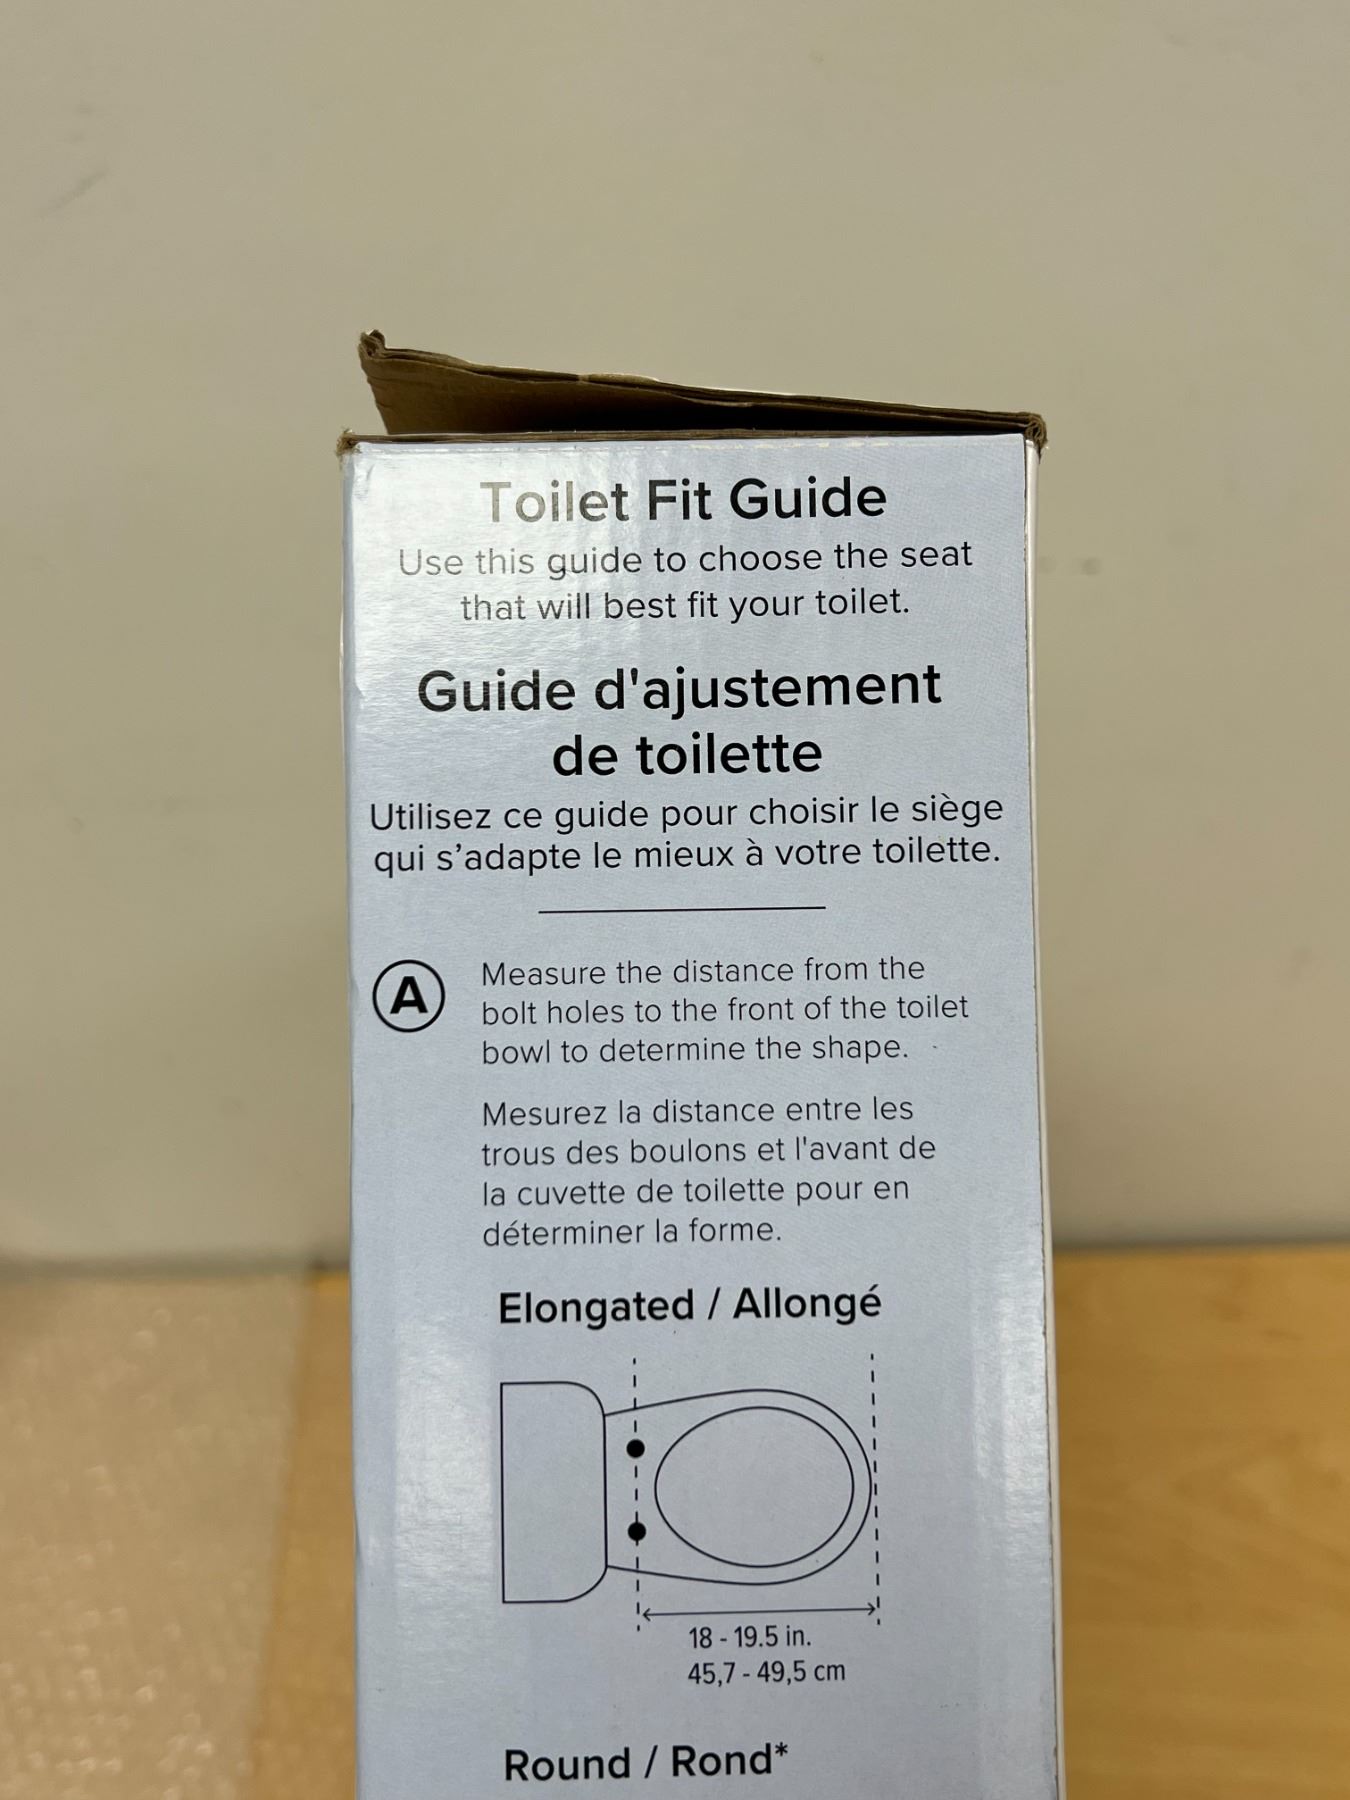 Toilet Fit Guide
Use this guide to choose the seat
that will best fit your toilet.
Guide d'ajustement
de toilette
Utilisez ce guide pour choisir le siège
qui s’adapte le mieux à votre toilette.
A
Measure the distance from the
bolt holes to the front of the toilet
bowl to determine the shape.
Mesurez la distance entre les
trous des boulons et l'avant de
la cuvette de toilette pour en
déterminer la forme.
Elongated / Allongé
18 - 19.5 in.
45,7 - 49,5 cm
Round / Rond*